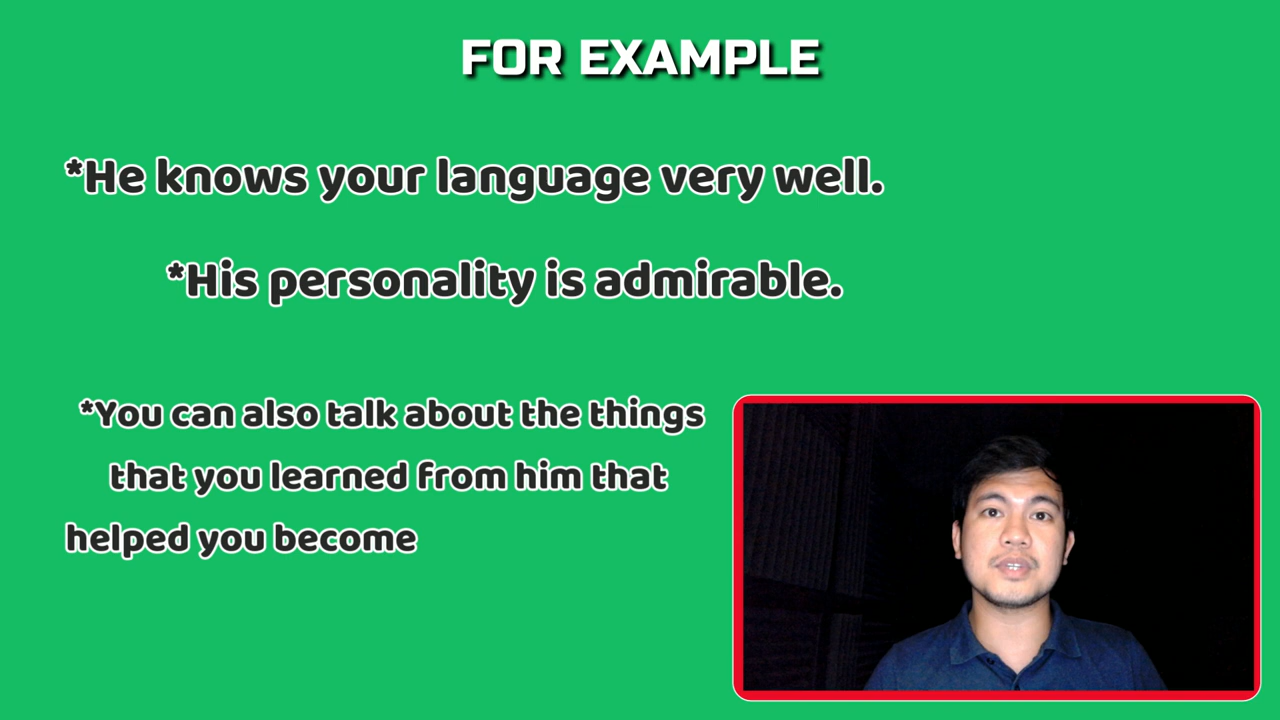 FOR EXAMPLE
*He knows your language very well.
*His personality is admirable.
*You can also talk about the things
that you learned from him that
helped you become